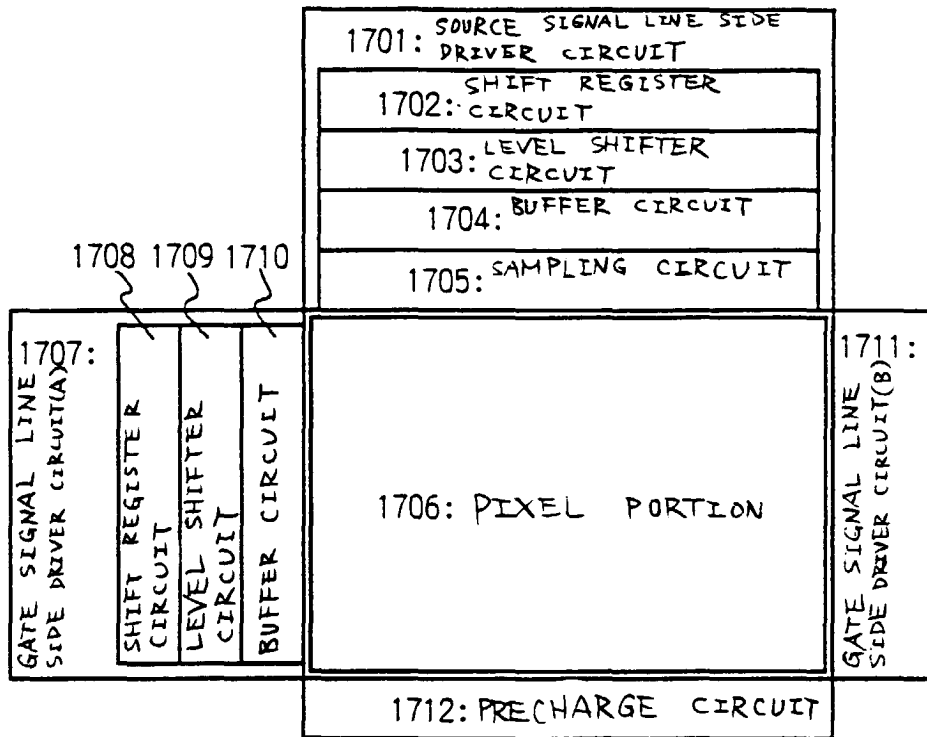 1701: SOURCE SIGNAL LINE SIDE
DRIVER CIRCUIT
1702: SHIFT REGISTER
CIRCUIT
1703: LEVEL SHIFTER
CIRCUIT
1704: BUFFER CIRCUIT
1705: SAMPLING CIRCUIT
1708 1709 1710
1707:
GATE SIGNAL LINE
SIDE DRIVER CIRCUIT(A)
SHIFT REGISTER
CIRCUIT
LEVEL SHIFTER
CIRCUIT
BUFFER CIRCUIT
1706: PIXEL PORTION
1711:
GATE SIGNAL LINE
SIDE DRIVER CIRCUIT(B)
1712: PRECHARGE CIRCUIT